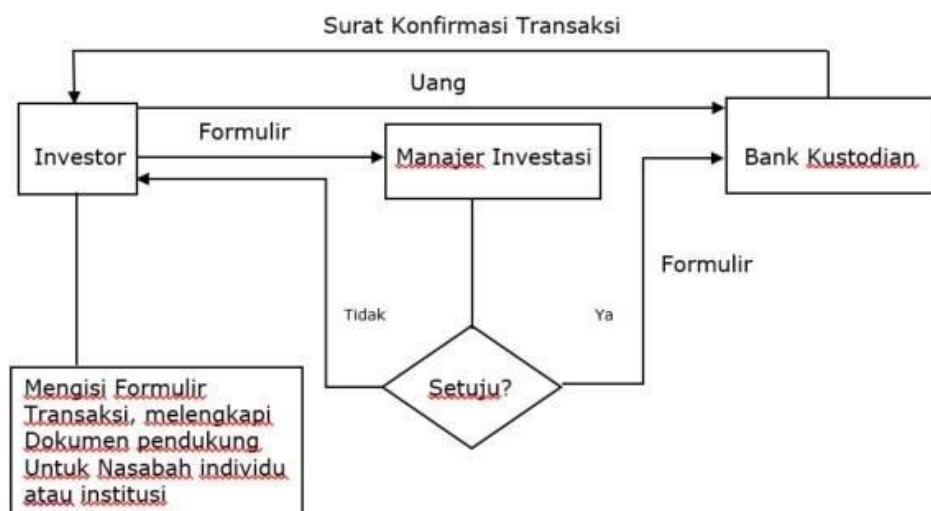 Surat Konfirmasi Transaksi
Uang
Formulir
Investor
Manajer Investasi
Bank Kustodian
Formulir
Tidak
Ya
Setuju?
Mengisi Formulir
Transaksi, melengkapi
Dokumen pendukung
Untuk Nasabah individu
atau institusi